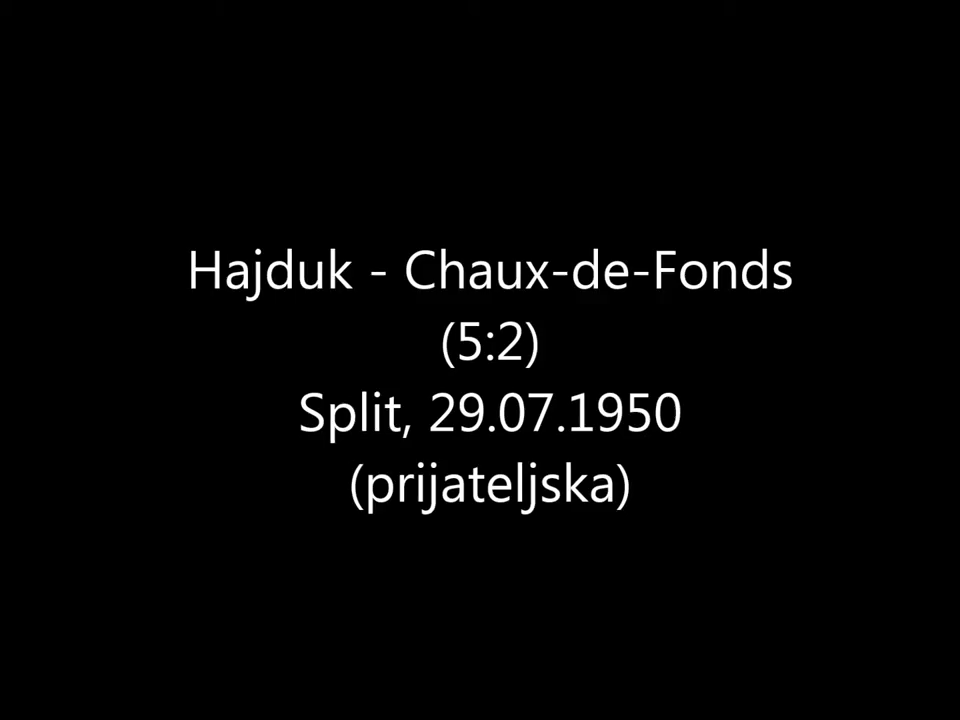 Hajduk - Chaux-de-Fonds
(5:2)
Split, 29.07.1950
(prijateljska)